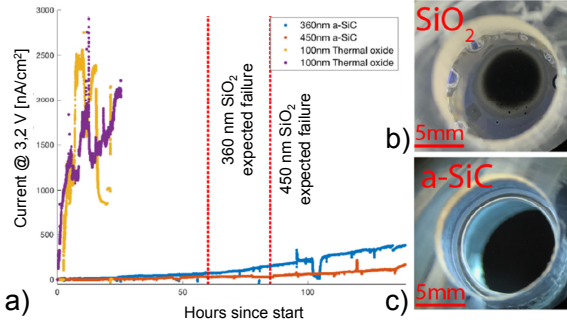 3000
2500
2000
1500
1000
500
0
Current @ 3,2 V [nA/cm²]
360nm a-SiC
450nm a-SiC
100nm Thermal oxide
100nm Thermal oxide
360 nm SiO₂
expected failure
450 nm SiO₂
expected failure
0
50
100
Hours since start
a)
SiO₂
5mm
b)
a-SiC
5mm
c)